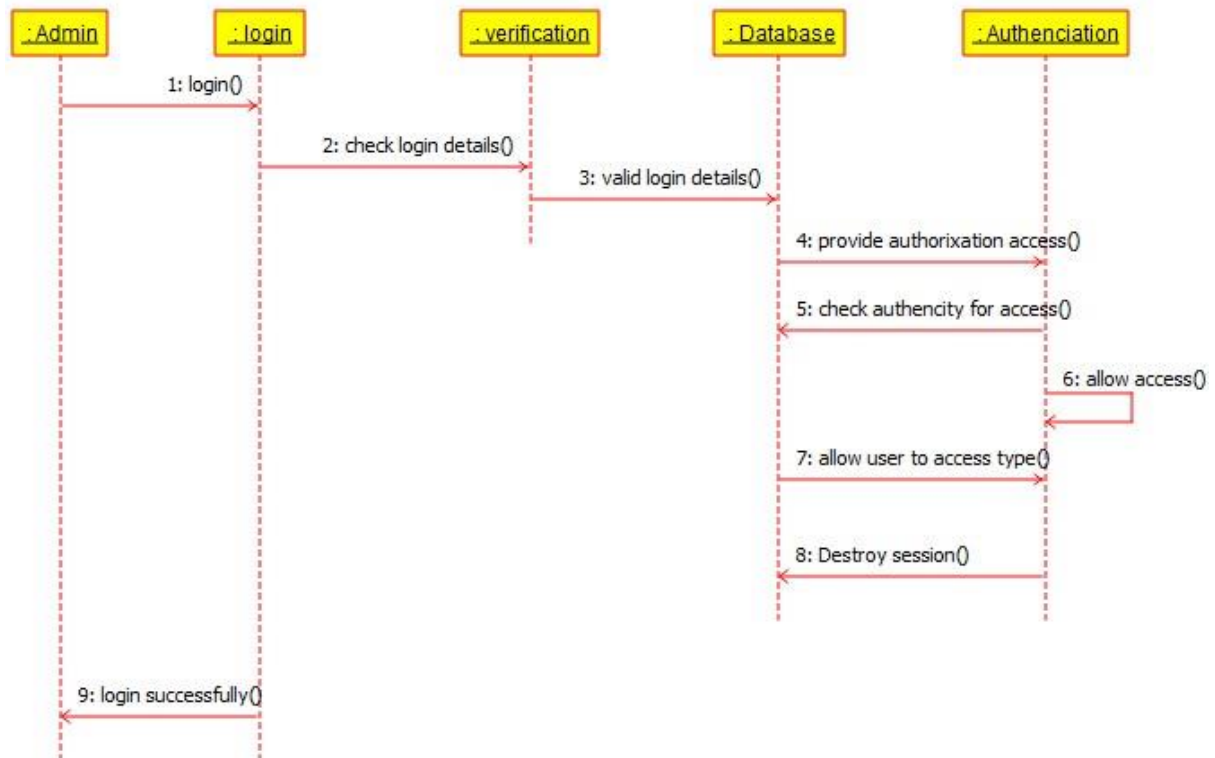 : Admin
: login
: verification
: Database
: Authenciation
1: login()
2: check login details()
3: valid login details()
4: provide authorixation access()
5: check authencity for access()
6: allow access()
7: allow user to access type()
8: Destroy session()
9: login successfully()